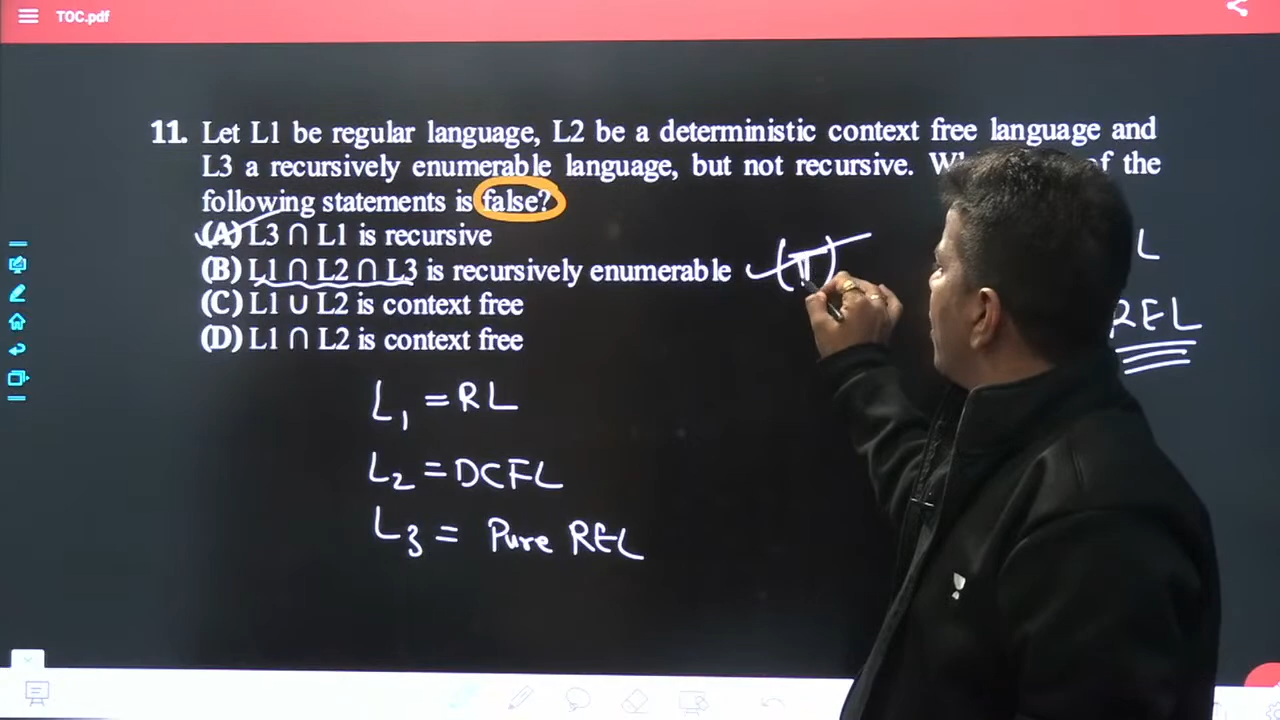 TOC.pdf
11. Let L1 be regular language, L2 be a deterministic context free language and
L3 a recursively enumerable language, but not recursive. of the
following statements is false?
(A) L3 ∩ L1 is recursive
(B) L1 ∩ L2 ∩ L3 is recursively enumerable (T)
(C) L1 ∪ L2 is context free
(D) L1 ∩ L2 is context free
L
REL
L1 = RL
L2 = DCFL
L3 = Pure REL